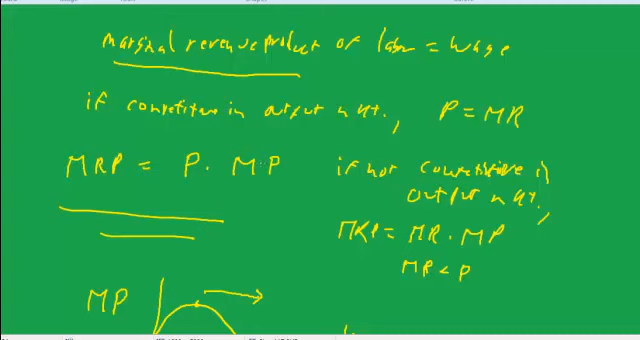 marginal revenue product of labor = wage
if competitive in output mkt., P = MR
MRP = P · M·P
if not competitive in
output mkt.,
MRP = MR · MP
MR < P
MP